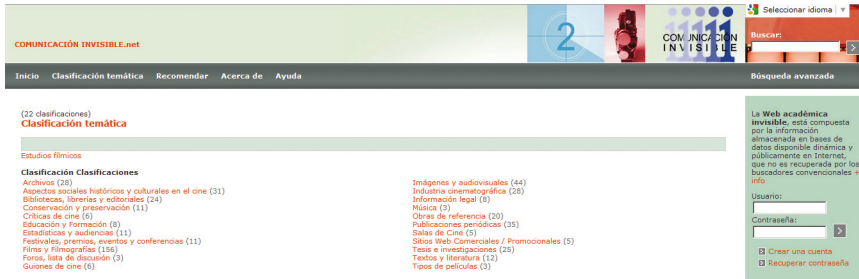 Seleccionar idioma ▼
COMUNICACIÓN INVISIBLE.net
2
COMUNICACION
INVISIBLE
Buscar:
Inicio Clasificación temática Recomendar Acerca de Ayuda
Búsqueda avanzada
(22 clasificaciones)
Clasificación temática
Estudios fílmicos
Clasificación Clasificaciones
Archivos (28)
Aspectos sociales históricos y culturales en el cine (31)
Bibliotecas, librerías y editoriales (24)
Conservación y preservación (11)
Críticas de cine (6)
Educación y Formación (8)
Estadísticas y audiencias (11)
Festivales, premios, eventos y conferencias (11)
Films y Filmografías (156)
Foros, lista de discusión (3)
Guiones de cine (6)
Imágenes y audiovisuales (44)
Industria cinematográfica (28)
Información legal (8)
Música (3)
Obras de referencia (20)
Publicaciones periódicas (35)
Salas de Cine (5)
Sitios Web Comerciales / Promocionales (5)
Tesis e investigaciones (25)
Textos y literatura (12)
Tipos de películas (3)
La Web académica
invisible, está compuesta
por la información
almacenada en bases de
datos disponible dinámica y
públicamente en Internet,
que no es recuperada por los
buscadores convencionales +
info
Usuario:
Contraseña:
Crear una cuenta
Recuperar contraseña